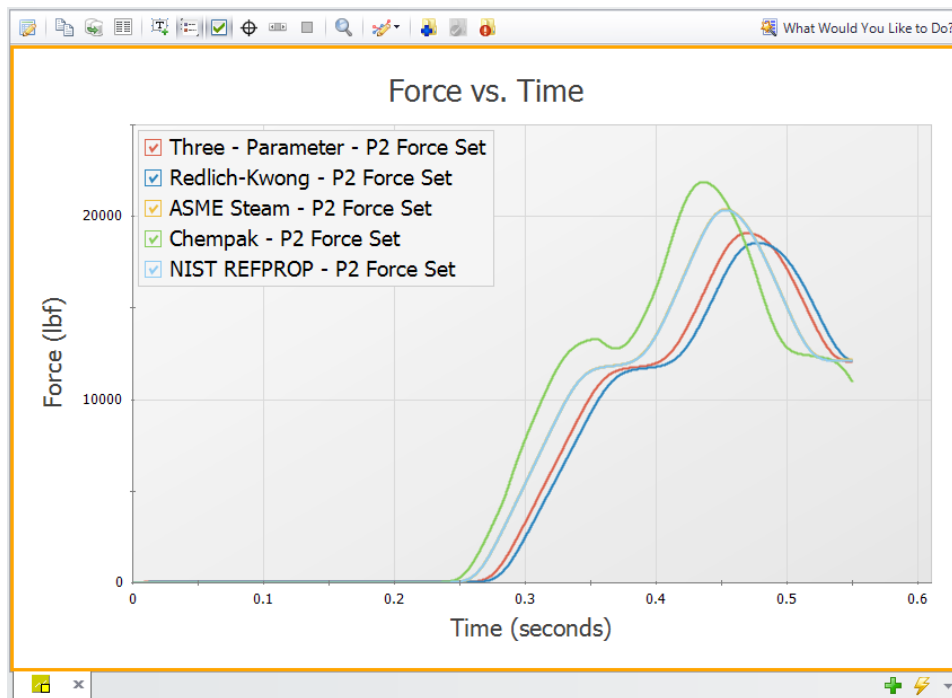 What Would You Like to Do?
Force vs. Time
Three - Parameter - P2 Force Set
Redlich-Kwong - P2 Force Set
ASME Steam - P2 Force Set
Chempak - P2 Force Set
NIST REFPROP - P2 Force Set
20000
10000
0
Force (lbf)
0 0.1 0.2 0.3 0.4 0.5 0.6
Time (seconds)